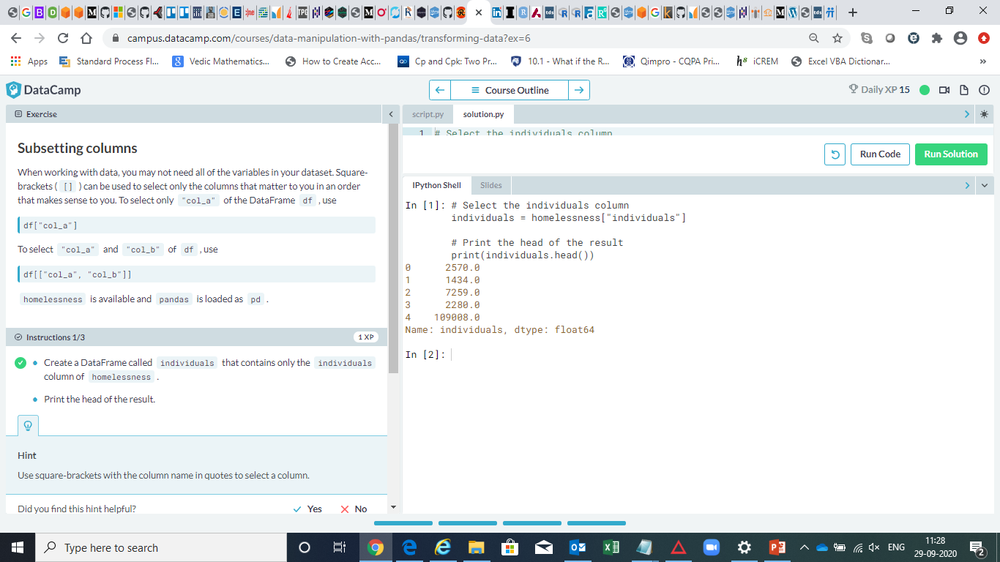 campus.datacamp.com/courses/data-manipulation-with-pandas/transforming-data?ex=6
Apps
Standard Process Fl...
Vedic Mathematics...
How to Create Acc...
Cp and Cpk: Two Pr...
10.1 - What if the R...
Qimpro - CQPA Pri...
iCREM
Excel VBA Dictionar...
DataCamp
Course Outline
Daily XP 15
Exercise
script.py
solution.py
Subsetting columns
When working with data, you may not need all of the variables in your dataset. Square-
brackets ( [] ) can be used to select only the columns that matter to you in an order
that makes sense to you. To select only "col_a" of the DataFrame df , use
df["col_a"]
To select "col_a" and "col_b" of df , use
df[["col_a", "col_b"]]
homelessness is available and pandas is loaded as pd .
Instructions 1/3
1 XP
Create a DataFrame called individuals that contains only the individuals
column of homelessness .
Print the head of the result.
Hint
Use square-brackets with the column name in quotes to select a column.
Did you find this hint helpful?
Yes
No
1 # Select the individuals column
Run Code
Run Solution
IPython Shell
Slides
In [1]: # Select the individuals column
individuals = homelessness["individuals"]
# Print the head of the result
print(individuals.head())
0 2570.0
1 1434.0
2 7259.0
3 2280.0
4 109008.0
Name: individuals, dtype: float64
In [2]:
Type here to search
ENG
11:28
29-09-2020
2